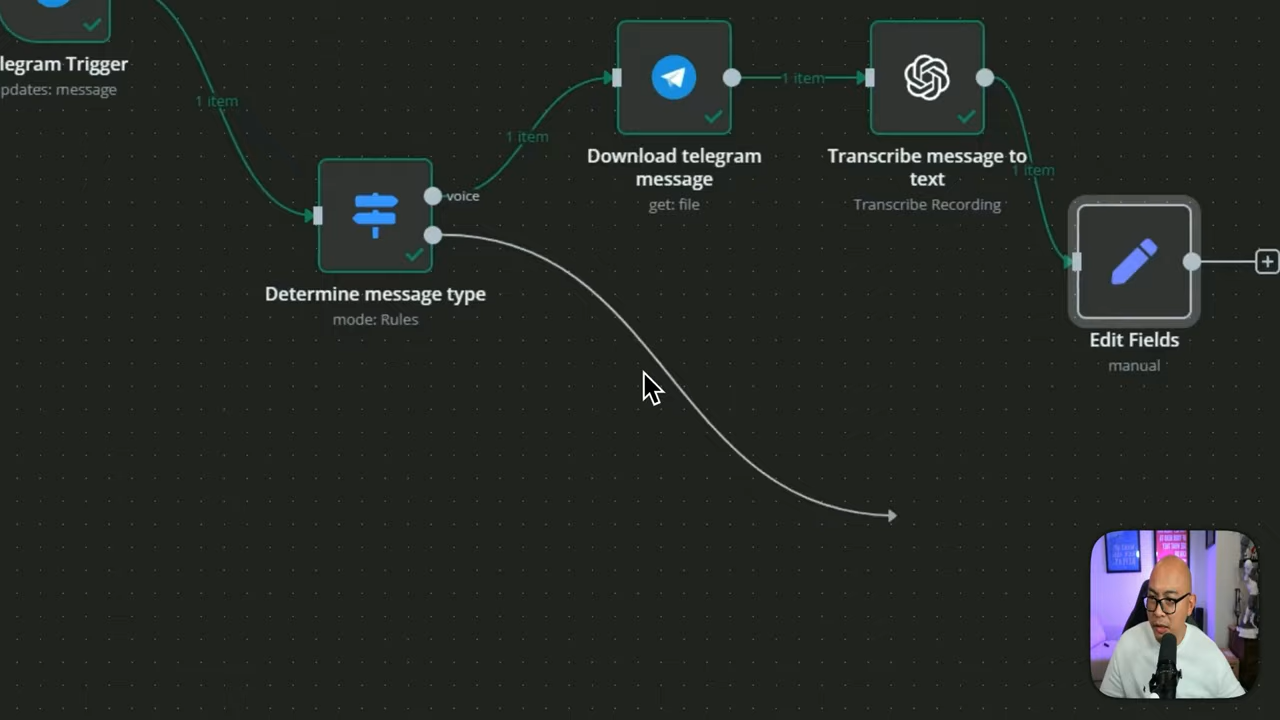 legram Trigger
pdates: message
1 item
Determine message type
mode: Rules
voice
1 item
Download telegram
message
get: file
1 item
Transcribe message to
text
Transcribe Recording
1 item
Edit Fields
manual